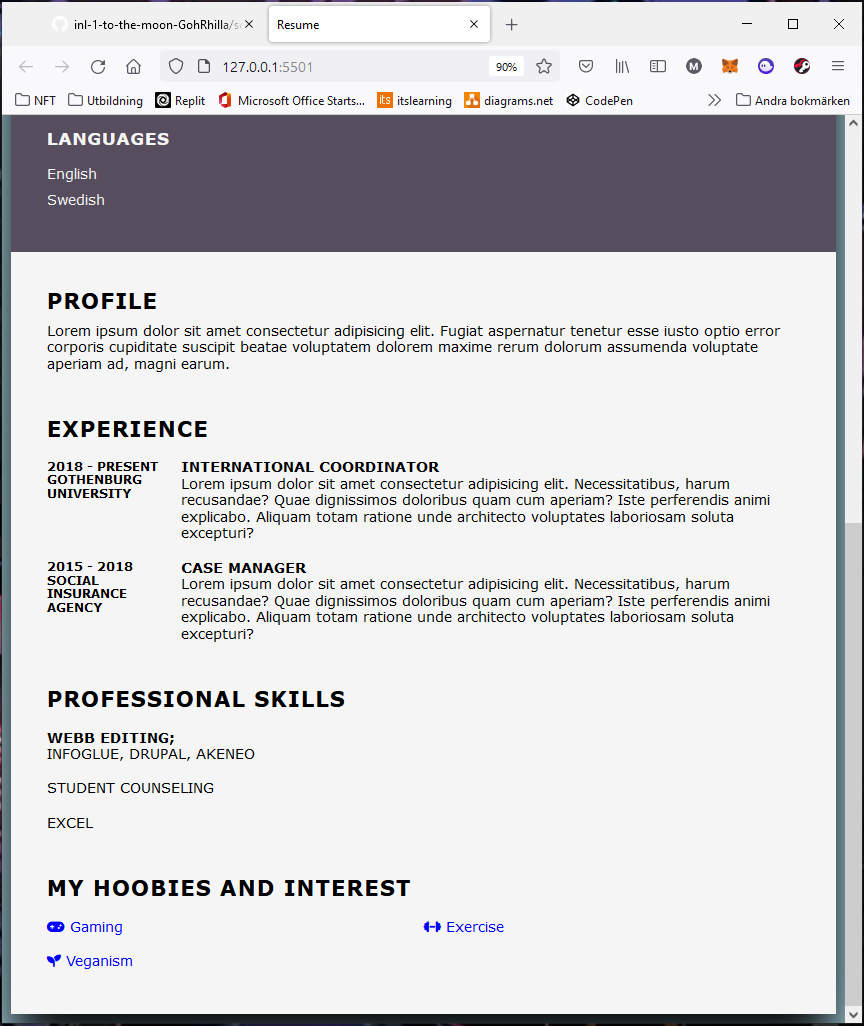 inl-1-to-the-moon-GohRhilla/
Resume
127.0.0.1:5501
90%
M
NFT
Utbildning
Replit
Microsoft Office Starts...
its
itslearning
diagrams.net
CodePen
Andra bokmärken
LANGUAGES
English
Swedish
PROFILE
Lorem ipsum dolor sit amet consectetur adipisicing elit. Fugiat aspernatur tenetur esse iusto optio error
corporis cupiditate suscipit beatae voluptatem dolorem maxime rerum dolorum assumenda voluptate
aperiam ad, magni earum.
EXPERIENCE
2018 - PRESENT
GOTHENBURG
UNIVERSITY
INTERNATIONAL COORDINATOR
Lorem ipsum dolor sit amet consectetur adipisicing elit. Necessitatibus, harum
recusandae? Quae dignissimos doloribus quam cum aperiam? Iste perferendis animi
explicabo. Aliquam totam ratione unde architecto voluptates laboriosam soluta
excepturi?
2015 - 2018
SOCIAL
INSURANCE
AGENCY
CASE MANAGER
Lorem ipsum dolor sit amet consectetur adipisicing elit. Necessitatibus, harum
recusandae? Quae dignissimos doloribus quam cum aperiam? Iste perferendis animi
explicabo. Aliquam totam ratione unde architecto voluptates laboriosam soluta
excepturi?
PROFESSIONAL SKILLS
WEBB EDITING;
INFOGLUE, DRUPAL, AKENEO
STUDENT COUNSELING
EXCEL
MY HOOBIES AND INTEREST
Gaming
Exercise
Veganism